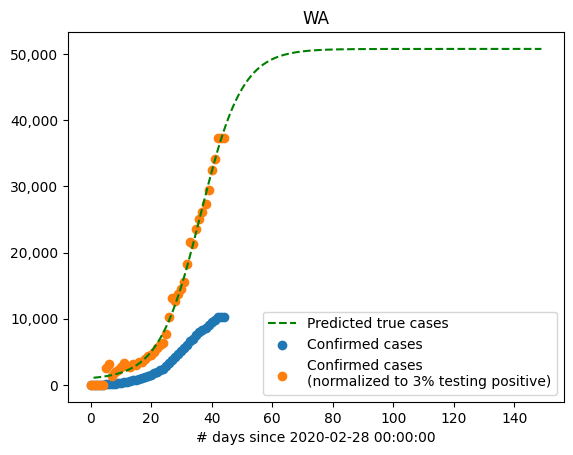 WA
50,000
40,000
30,000
20,000
10,000
0
Predicted true cases
Confirmed cases
Confirmed cases
(normalized to 3% testing positive)
0 20 40 60 80 100 120 140
# days since 2020-02-28 00:00:00